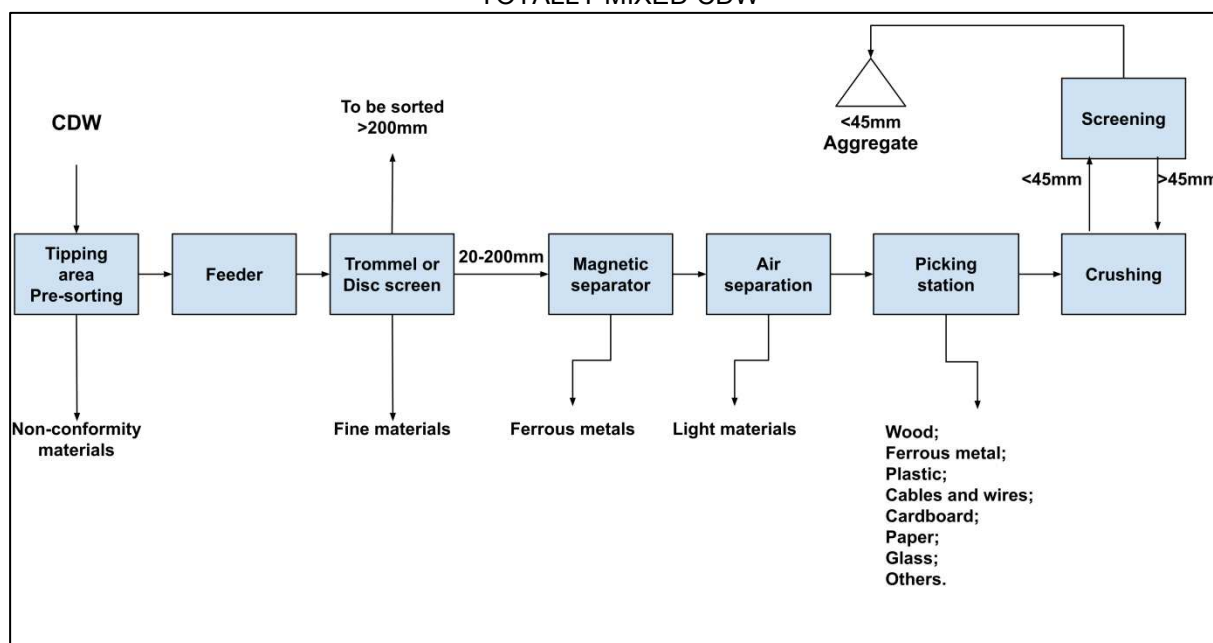 TOTALLY MIXED CDW
CDW
To be sorted
>200mm
<45mm
Aggregate
Screening
<45mm
>45mm
Tipping
area
Pre-sorting
Feeder
Trommel or
Disc screen
20-200mm
Magnetic
separator
Air
separation
Picking
station
Crushing
Non-conformity
materials
Fine materials
Ferrous metals
Light materials
Wood;
Ferrous metal;
Plastic;
Cables and wires;
Cardboard;
Paper;
Glass;
Others.